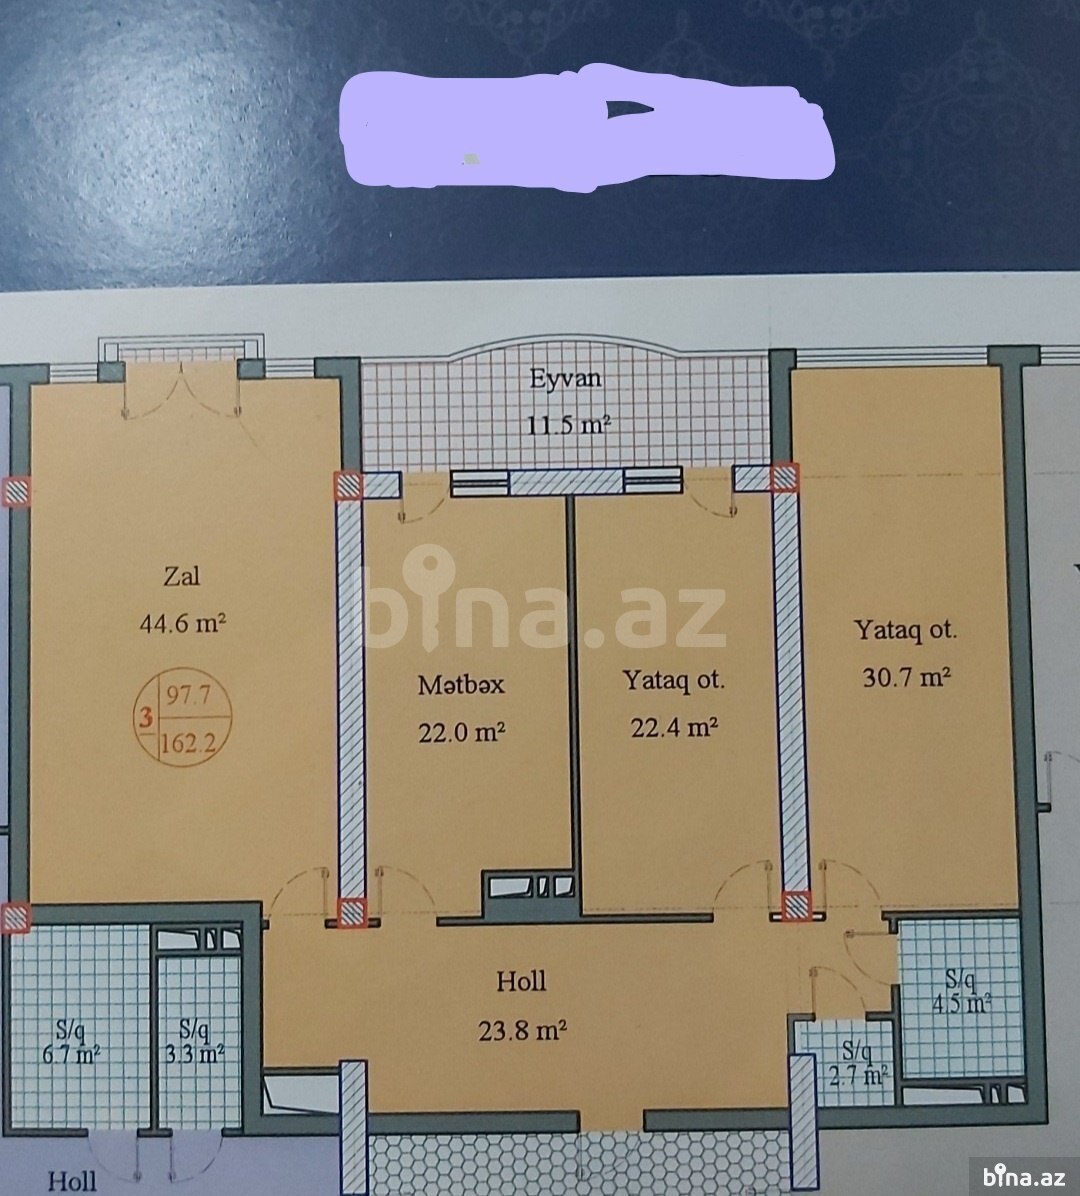 Eyvan
11.5 m²
Zal
44.6 m²
3
97.7
162.2
bina.az
Mətbəx
22.0 m²
Yataq ot.
22.4 m²
Yataq ot.
30.7 m²
Holl
23.8 m²
S/q
6.7 m²
S/q
3.3 m²
S/q
4.5 m²
S/q
2.7 m²
Holl
bina.az